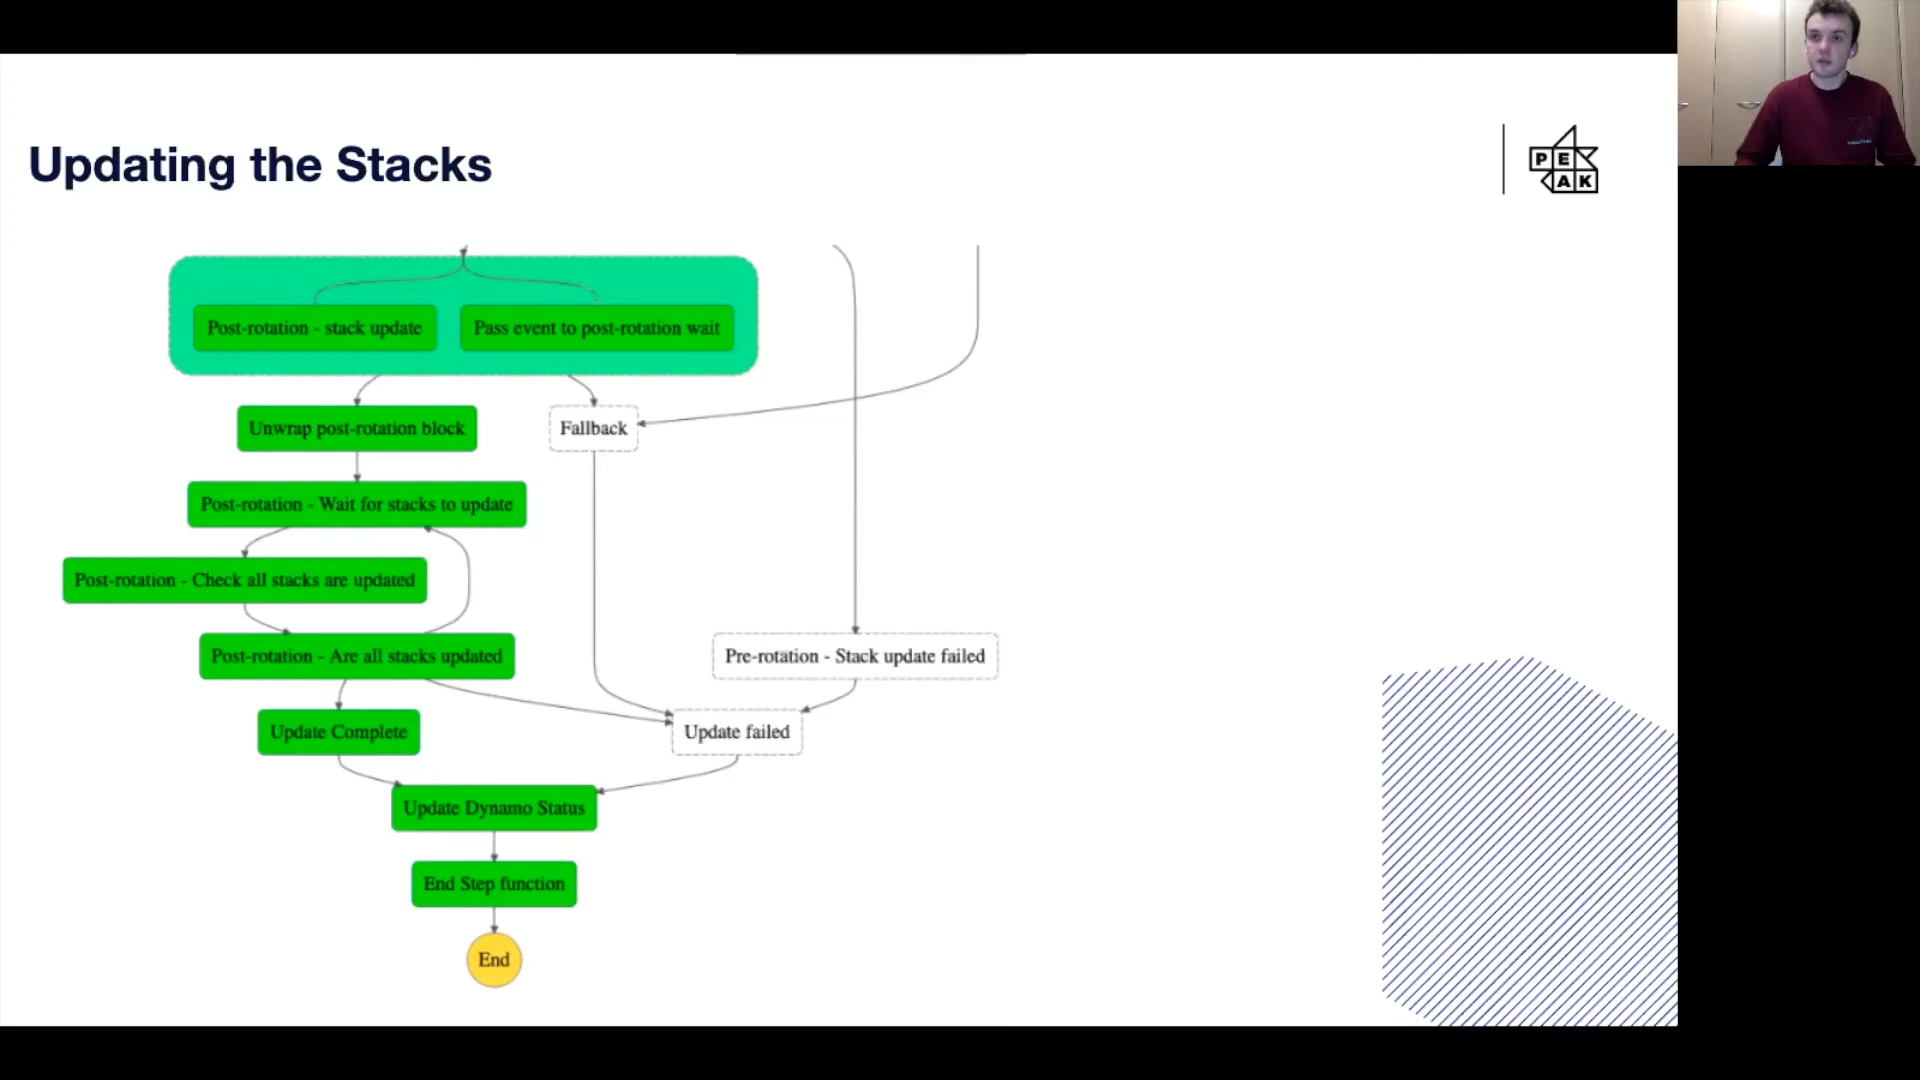 Updating the Stacks
PEAK
Post-rotation - stack update
Pass event to post-rotation wait
Unwrap post-rotation block
Fallback
Post-rotation - Wait for stacks to update
Post-rotation - Check all stacks are updated
Post-rotation - Are all stacks updated
Pre-rotation - Stack update failed
Update Complete
Update failed
Update Dynamo Status
End Step function
End